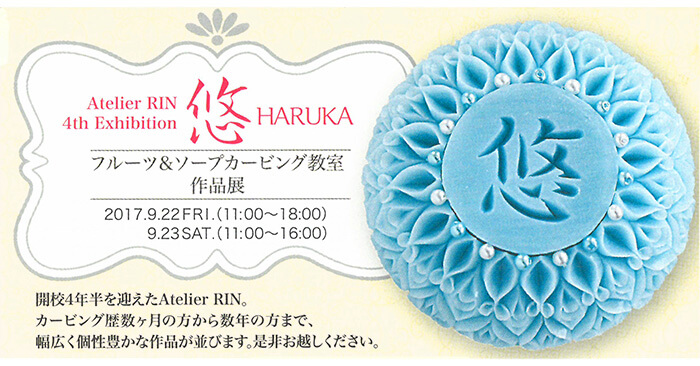 Atelier RIN
4th Exhibition
悠 HARUKA
フルーツ&ソープカービング教室
作品展
2017.9.22FRI.(11:00〜18:00)
9.23SAT.(11:00〜16:00)
悠
開校4年半を迎えたAtelier RIN。
カービング歴数ヶ月の方から数年の方まで、
幅広く個性豊かな作品が並びます。是非お越しください。